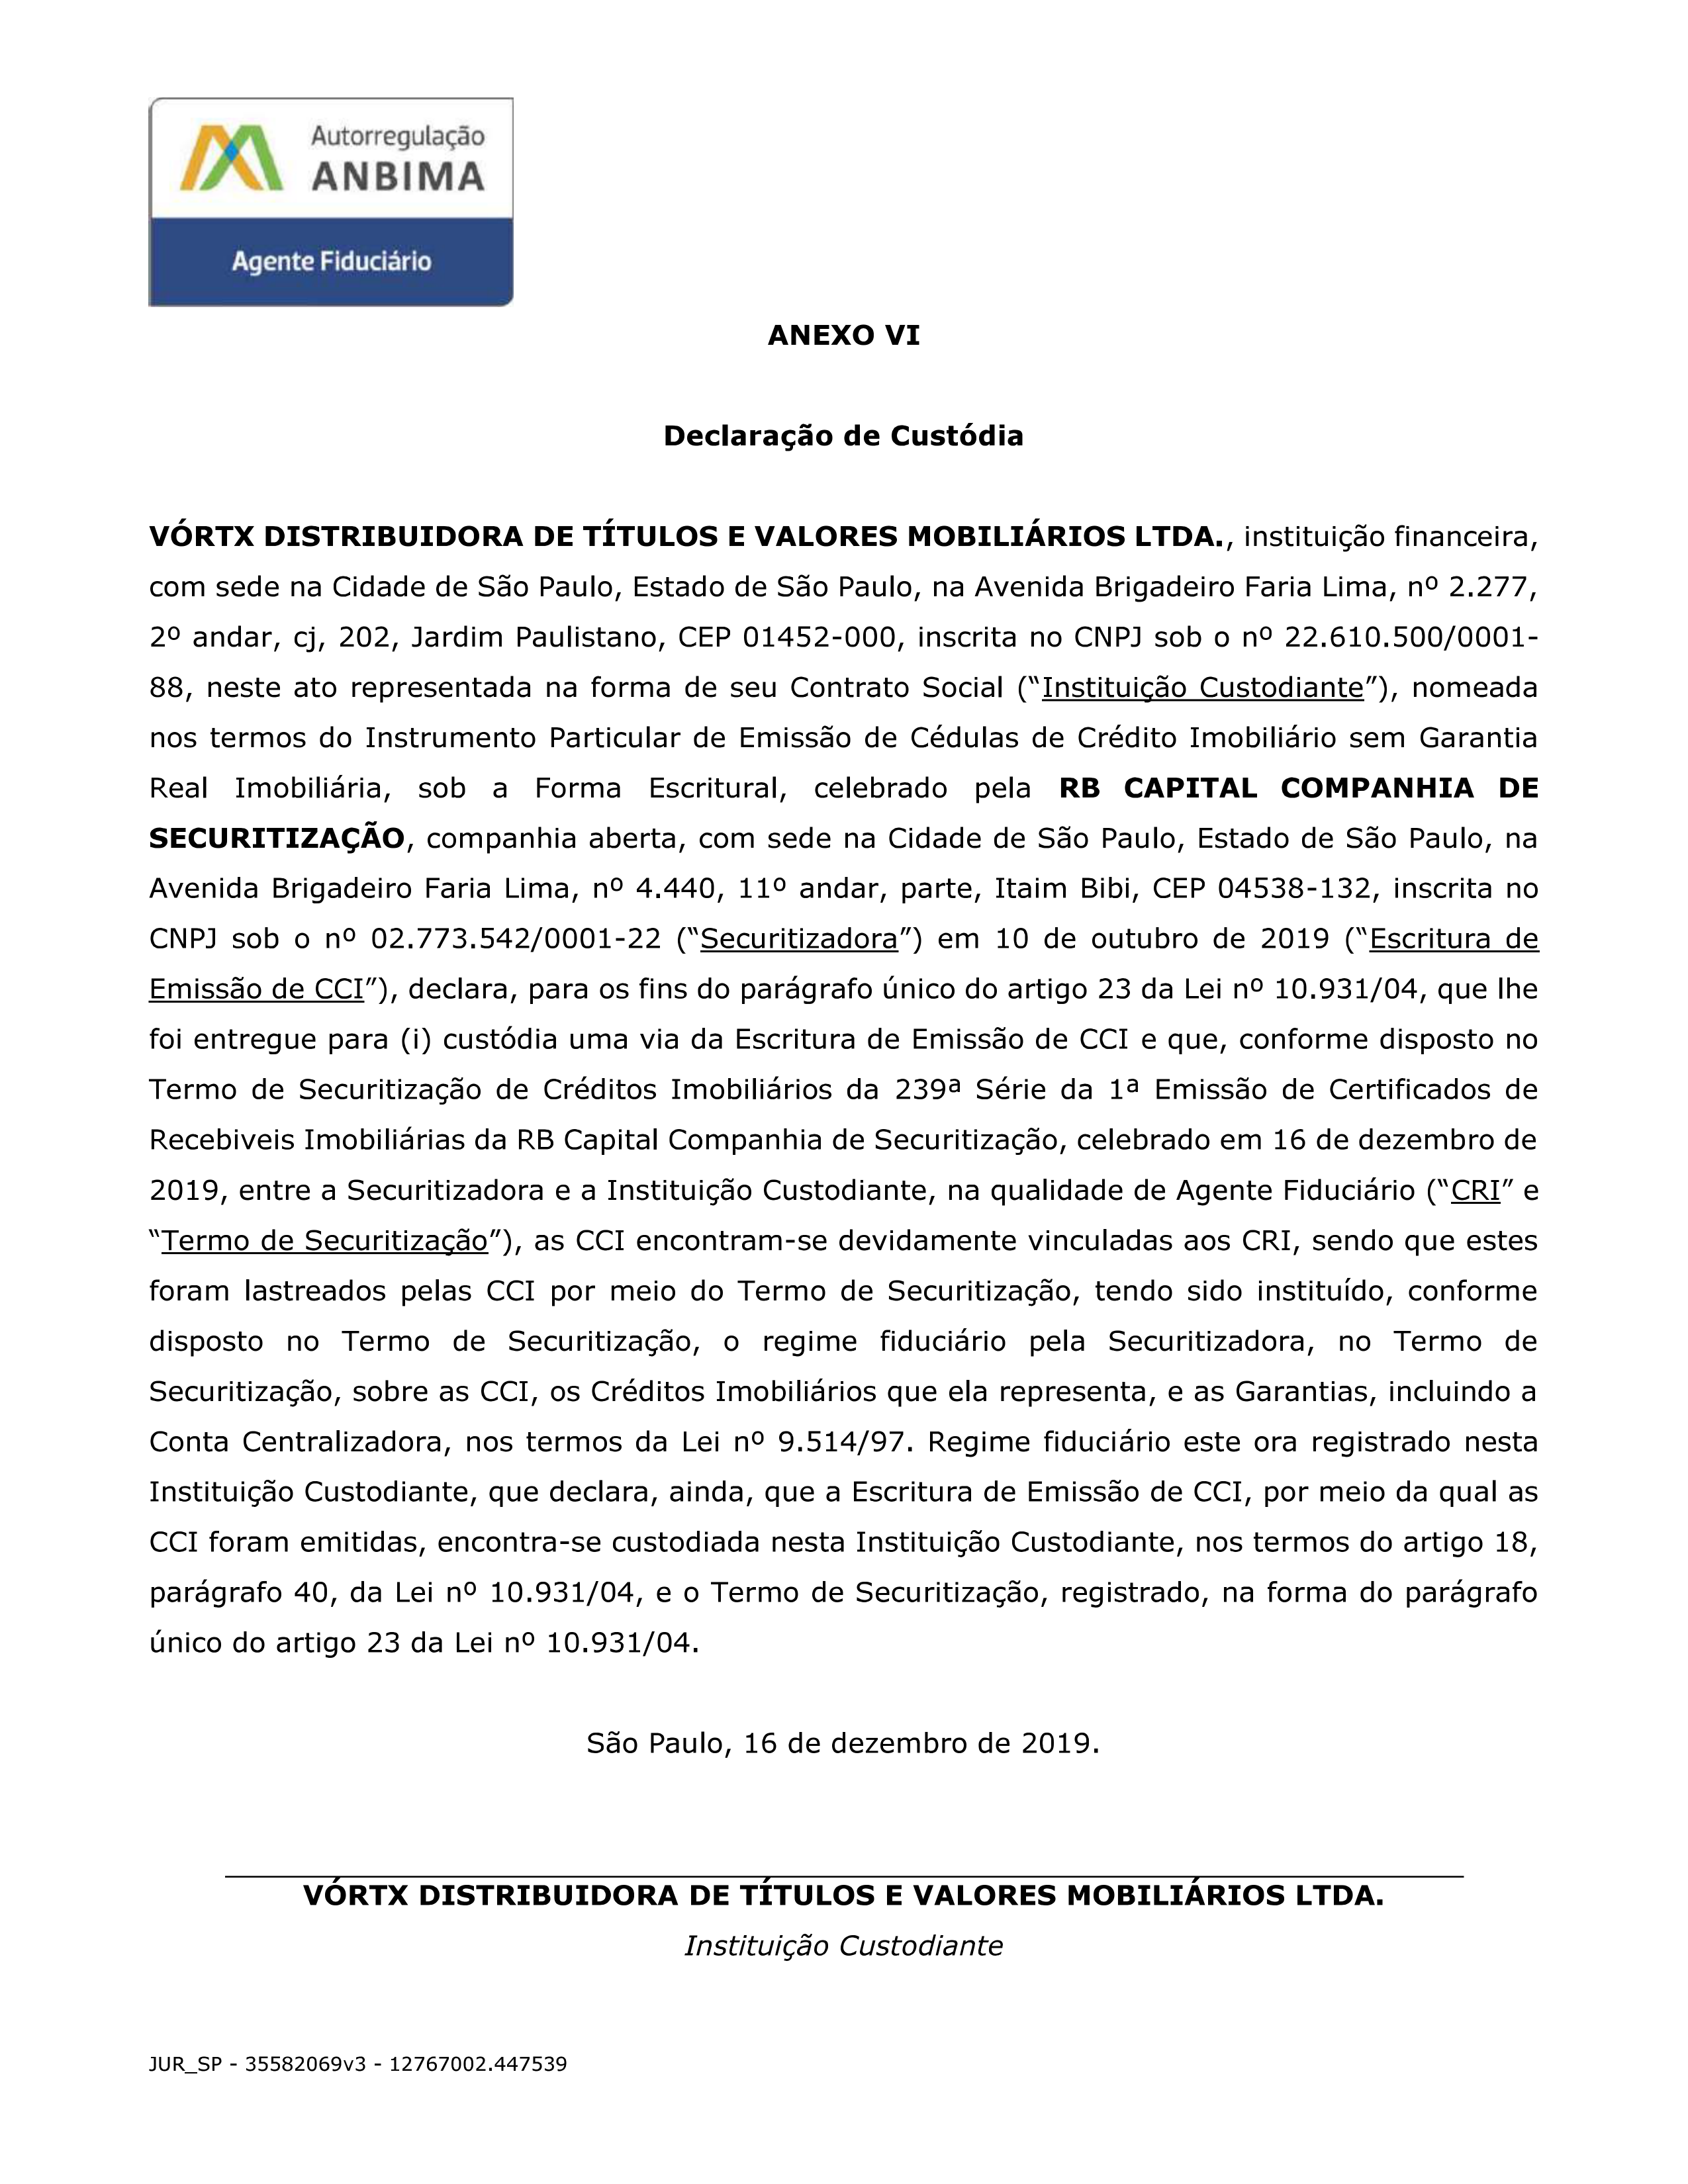 Autorregulação
ANBIMA
Agente Fiduciário
ANEXO VI
Declaração de Custódia
VÓRTX DISTRIBUIDORA DE TÍTULOS E VALORES MOBILIÁRIOS LTDA., instituição financeira,
com sede na Cidade de São Paulo, Estado de São Paulo, na Avenida Brigadeiro Faria Lima, nº 2.277,
2º andar, cj, 202, Jardim Paulistano, CEP 01452-000, inscrita no CNPJ sob o nº 22.610.500/0001-
88, neste ato representada na forma de seu Contrato Social (“Instituição Custodiante”), nomeada
nos termos do Instrumento Particular de Emissão de Cédulas de Crédito Imobiliário sem Garantia
Real Imobiliária, sob a Forma Escritural, celebrado pela RB CAPITAL COMPANHIA DE
SECURITIZAÇÃO, companhia aberta, com sede na Cidade de São Paulo, Estado de São Paulo, na
Avenida Brigadeiro Faria Lima, nº 4.440, 11º andar, parte, Itaim Bibi, CEP 04538-132, inscrita no
CNPJ sob o nº 02.773.542/0001-22 (“Securitizadora”) em 10 de outubro de 2019 (“Escritura de
Emissão de CCI”), declara, para os fins do parágrafo único do artigo 23 da Lei nº 10.931/04, que lhe
foi entregue para (i) custódia uma via da Escritura de Emissão de CCI e que, conforme disposto no
Termo de Securitização de Créditos Imobiliários da 239ª Série da 1ª Emissão de Certificados de
Recebiveis Imobiliárias da RB Capital Companhia de Securitização, celebrado em 16 de dezembro de
2019, entre a Securitizadora e a Instituição Custodiante, na qualidade de Agente Fiduciário (“CRI” e
“Termo de Securitização”), as CCI encontram-se devidamente vinculadas aos CRI, sendo que estes
foram lastreados pelas CCI por meio do Termo de Securitização, tendo sido instituído, conforme
disposto no Termo de Securitização, o regime fiduciário pela Securitizadora, no Termo de
Securitização, sobre as CCI, os Créditos Imobiliários que ela representa, e as Garantias, incluindo a
Conta Centralizadora, nos termos da Lei nº 9.514/97. Regime fiduciário este ora registrado nesta
Instituição Custodiante, que declara, ainda, que a Escritura de Emissão de CCI, por meio da qual as
CCI foram emitidas, encontra-se custodiada nesta Instituição Custodiante, nos termos do artigo 18,
parágrafo 40, da Lei nº 10.931/04, e o Termo de Securitização, registrado, na forma do parágrafo
único do artigo 23 da Lei nº 10.931/04.
São Paulo, 16 de dezembro de 2019.
VÓRTX DISTRIBUIDORA DE TÍTULOS E VALORES MOBILIÁRIOS LTDA.
Instituição Custodiante
JUR_SP - 35582069v3 - 12767002.447539